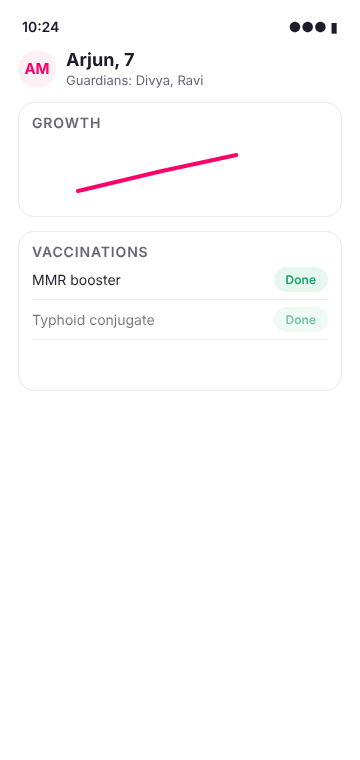 10:24
AM
Arjun, 7
Guardians: Divya, Ravi
GROWTH
VACCINATIONS
MMR booster
Done
Typhoid conjugate
Done